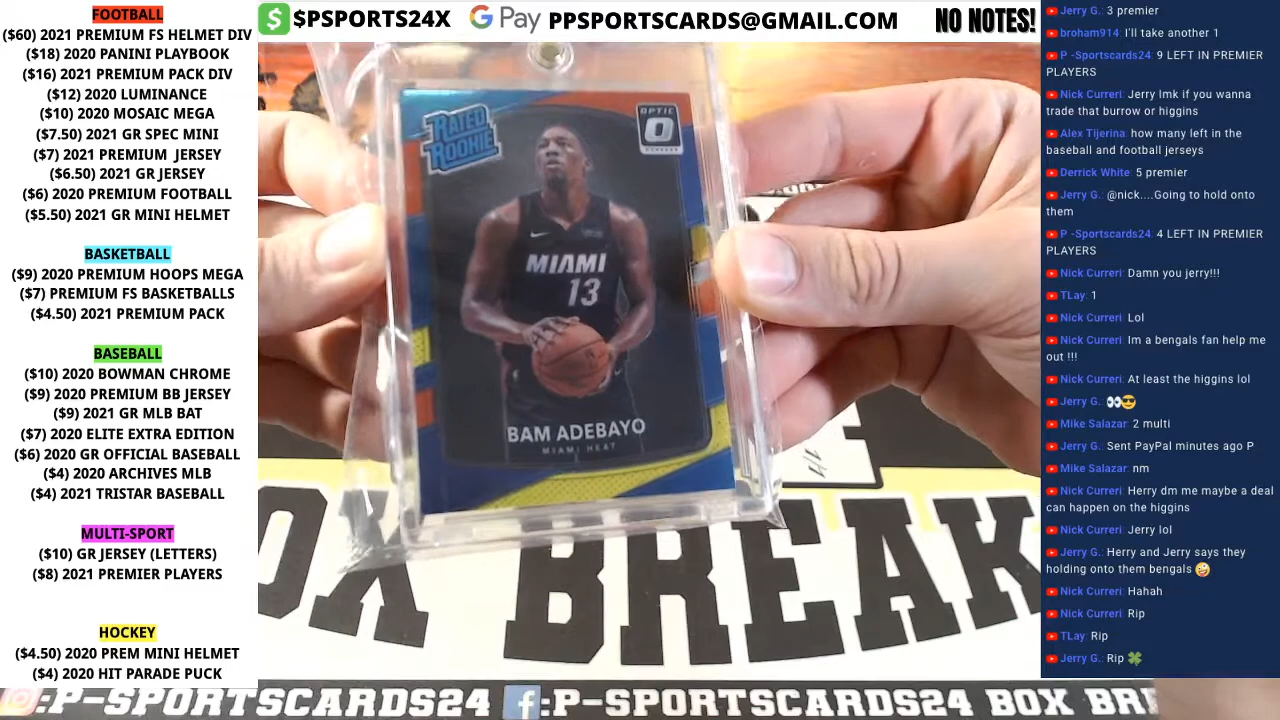 FOOTBALL
($60) 2021 PREMIUM FS HELMET DIV
($18) 2020 PANINI PLAYBOOK
($16) 2021 PREMIUM PACK DIV
($12) 2020 LUMINANCE
($10) 2020 MOSAIC MEGA
($7.50) 2021 GR SPEC MINI
($7) 2021 PREMIUM JERSEY
($6.50) 2021 GR JERSEY
($6) 2020 PREMIUM FOOTBALL
($5.50) 2021 GR MINI HELMET
BASKETBALL
($9) 2020 PREMIUM HOOPS MEGA
($7) PREMIUM FS BASKETBALLS
($4.50) 2021 PREMIUM PACK
BASEBALL
($10) 2020 BOWMAN CHROME
($9) 2020 PREMIUM BB JERSEY
($9) 2021 GR MLB BAT
($7) 2020 ELITE EXTRA EDITION
($6) 2020 GR OFFICIAL BASEBALL
($4) 2020 ARCHIVES MLB
($4) 2021 TRISTAR BASEBALL
MULTI-SPORT
($10) GR JERSEY (LETTERS)
($8) 2021 PREMIER PLAYERS
HOCKEY
($4.50) 2020 PREM MINI HELMET
($4) 2020 HIT PARADE PUCK
$PSPORTS24X G Pay PPSPORTSCARDS@GMAIL.COM NO NOTES!
RATED
ROOKIE
OPTIC
MIAMI
13
BAM ADEBAYO
MIAMI HEAT
OX BREAK
:P-SPORTSCARDS24 f:P-SPORTSCARDS24 BOX BRE
Jerry G.: 3 premier
broham914: I'll take another 1
P -Sportscards24: 9 LEFT IN PREMIER
PLAYERS
Nick Curreri: Jerry lmk if you wanna
trade that burrow or higgins
Alex Tijerina: how many left in the
baseball and football jerseys
Derrick White: 5 premier
Jerry G.: @nick....Going to hold onto
them
P -Sportscards24: 4 LEFT IN PREMIER
PLAYERS
Nick Curreri: Damn you jerry!!!
TLay: 1
Nick Curreri: Lol
Nick Curreri: Im a bengals fan help me
out !!!
Nick Curreri: At least the higgins lol
Jerry G.: 👀😎
Mike Salazar: 2 multi
Jerry G.: Sent PayPal minutes ago P
Mike Salazar: nm
Nick Curreri: Herry dm me maybe a deal
can happen on the higgins
Nick Curreri: Jerry lol
Jerry G.: Herry and Jerry says they
holding onto them bengals 🤪
Nick Curreri: Hahah
Nick Curreri: Rip
TLay: Rip
Jerry G.: Rip 🍀